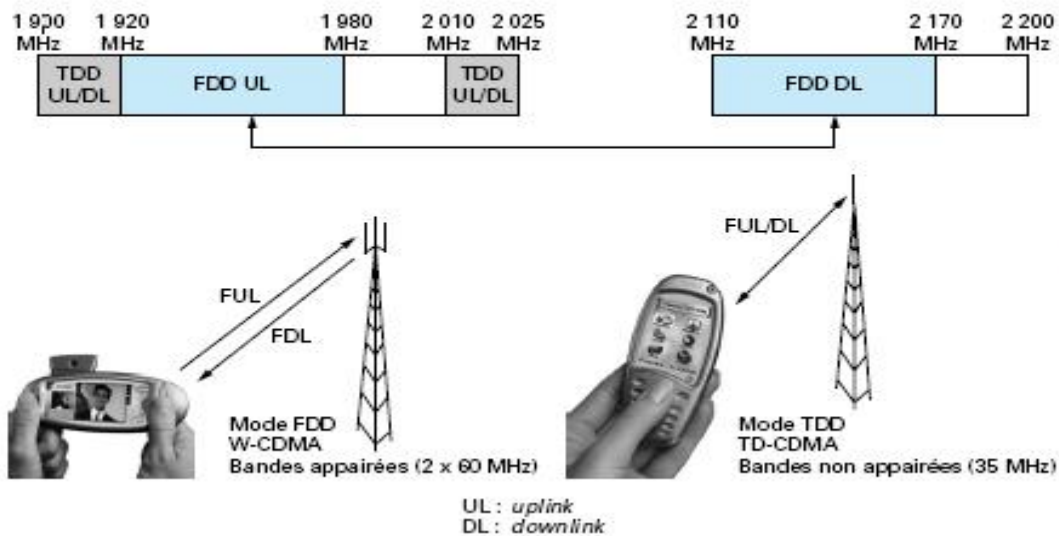 1 900 MHz
1 920 MHz
1 980 MHz
2 010 MHz
2 025 MHz
2 110 MHz
2 170 MHz
2 200 MHz
TDD
UL/DL
FDD UL
TDD
UL/DL
FDD DL
FUL
FDL
FUL/DL
Mode FDD
W-CDMA
Bandes appairées (2 x 60 MHz)
Mode TDD
TD-CDMA
Bandes non appairées (35 MHz)
UL : uplink
DL : downlink